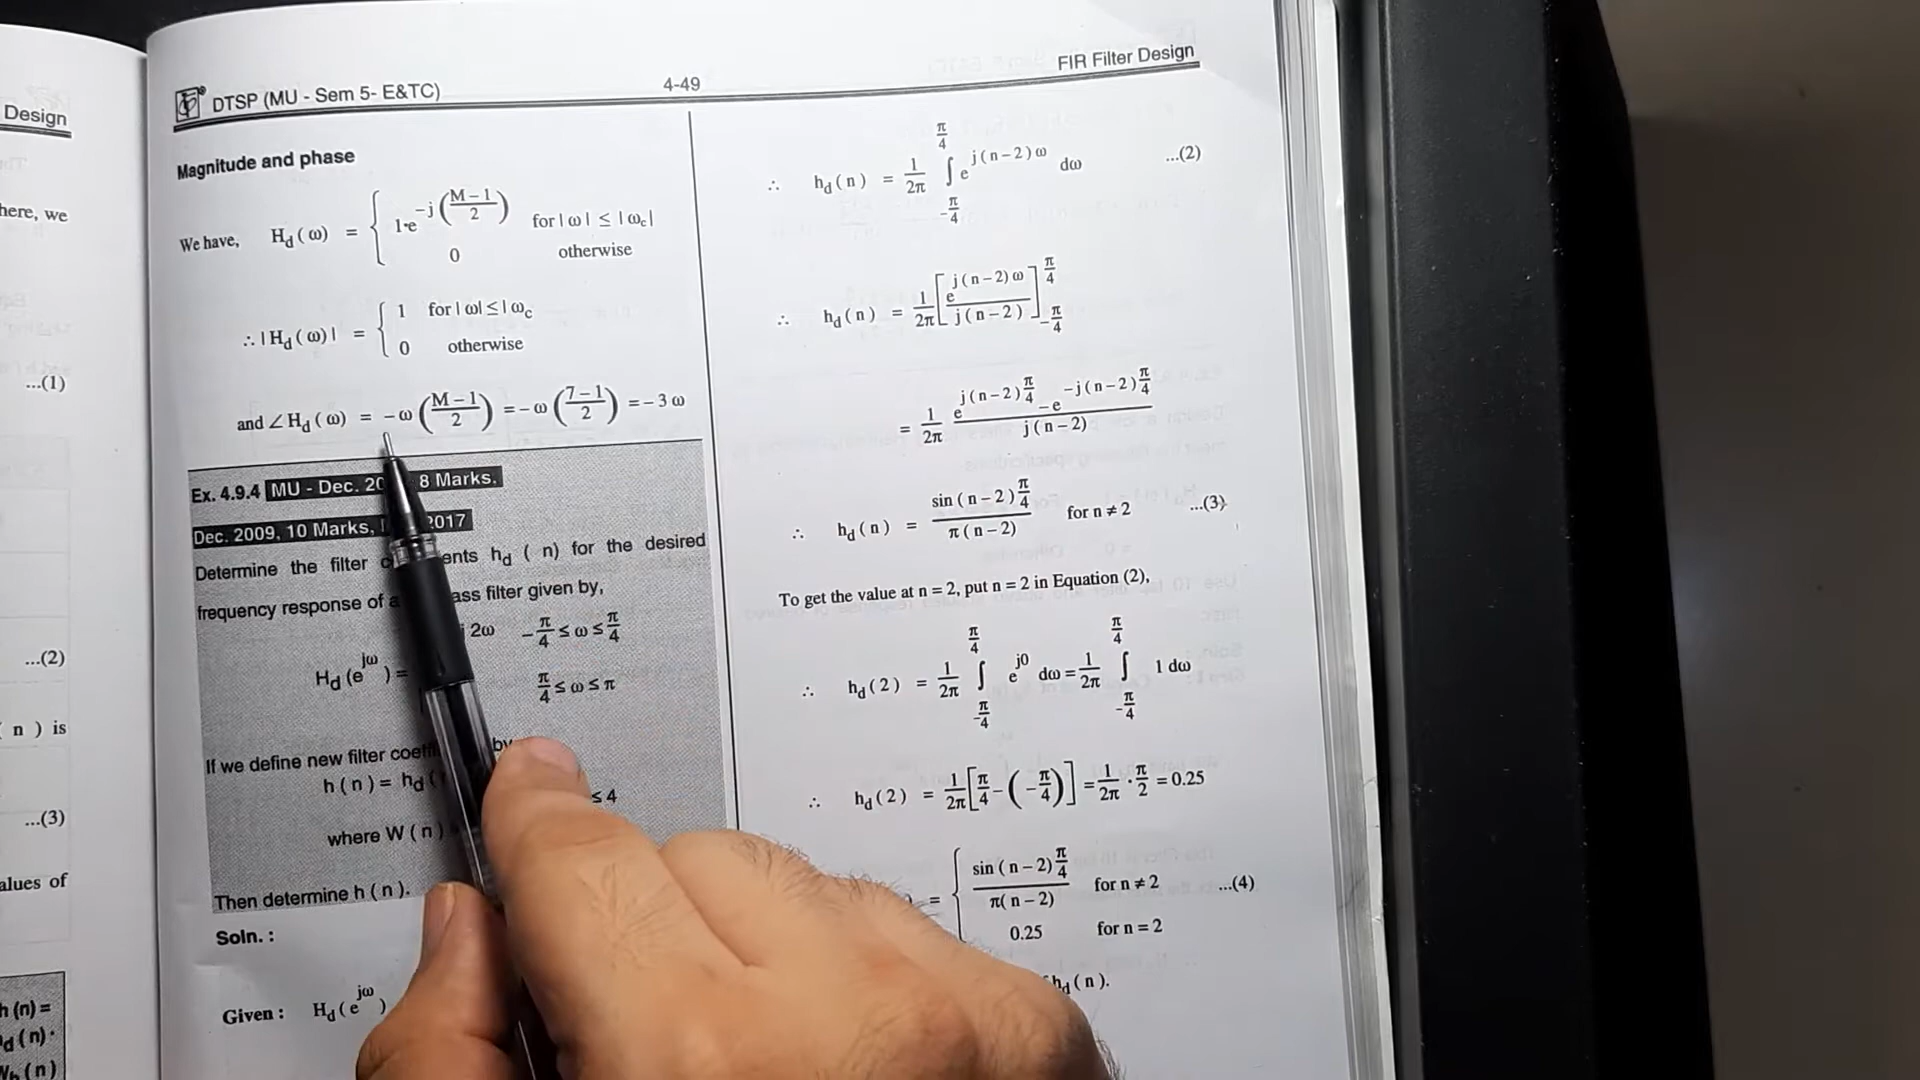 Design
here, we
...(1)
...(2)
( n ) is
...(3)
alues of
h (n) =
d (n) ·
(n)
DTSP (MU - Sem 5- E&TC)
4-49
FIR Filter Design
Magnitude and phase
We have, H_d ( ω ) = { 1·e^{-j ( (M – 1)/2 )} for | ω | ≤ | ω_c |
0 otherwise
∴ | H_d ( ω ) | = { 1 for | ω| ≤ | ω_c
0 otherwise
and ∠ H_d ( ω ) = – ω ( (M – 1)/2 ) = – ω ( (7 – 1)/2 ) = – 3 ω
Ex. 4.9.4 MU - Dec. 8 Marks.
Dec. 2009, 10 Marks, 2017
Determine the filter h_d ( n) for the desired
frequency response of a filter given by,
H_d (e^{jω} ) = 2ω – π/4 ≤ ω ≤ π/4
π/4 ≤ ω ≤ π
If we define new filter by
h ( n ) = h_d ( ≤ 4
where W ( n )
Then determine h ( n ).
Soln. :
Given : H_d ( e^{jω} )
∴ h_d ( n ) = 1/2π ∫_{-π/4}^{π/4} e^{j ( n – 2 ) ω} dω ...(2)
∴ h_d ( n ) = 1/2π [ e^{j ( n – 2) ω} / j ( n – 2 ) ]_{-π/4}^{π/4}
= 1/2π (e^{j ( n – 2 ) π/4} – e^{–j ( n – 2 ) π/4}) / j ( n – 2)
∴ h_d ( n ) = sin ( n – 2 ) π/4 / π ( n – 2) for n ≠ 2 ...(3)
To get the value at n = 2, put n = 2 in Equation (2),
∴ h_d ( 2 ) = 1/2π ∫_{-π/4}^{π/4} e^{j0} dω = 1/2π ∫_{-π/4}^{π/4} 1 dω
∴ h_d ( 2 ) = 1/2π [ π/4 – ( – π/4 ) ] = 1/2π · π/2 = 0.25
= { sin ( n – 2) π/4 / π( n – 2) for n ≠ 2 ...(4)
0.25 for n = 2
h_d ( n ).